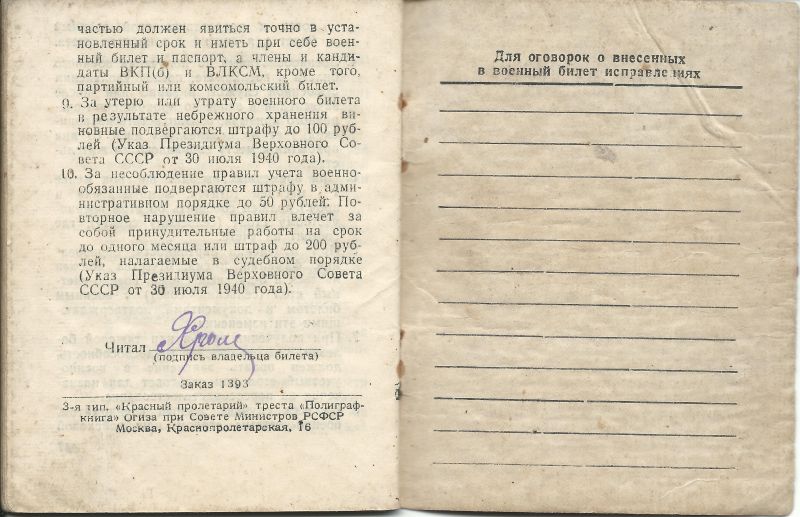 частью должен явиться точно в уста-
новленный срок и иметь при себе воен-
ный билет и паспорт, а члены и канди-
даты ВКП(б) и ВЛКСМ, кроме того,
партийный или комсомольский билет.
9. За утерю или утрату военного билета
в результате небрежного хранения ви-
новные подвергаются штрафу до 100 руб-
лей (Указ Президиума Верховного Со-
вета СССР от 30 июля 1940 года).
10. За несоблюдение правил учета военно-
обязанные подвергаются штрафу в адми-
нистративном порядке до 50 рублей. По-
вторное нарушение правил влечет за
собой принудительные работы на срок
до одного месяца или штраф до 200 руб-
лей, налагаемые в судебном порядке
(Указ Президиума Верховного Совета
СССР от 30 июля 1940 года).
Читал
(подпись владельца билета)
Заказ 1393
3-я тип. «Красный пролетарий» треста «Полиграф-
книга» Огиза при Совете Министров РСФСР
Москва, Краснопролетарская, 16
Для оговорок о внесенных
в военный билет исправлениях